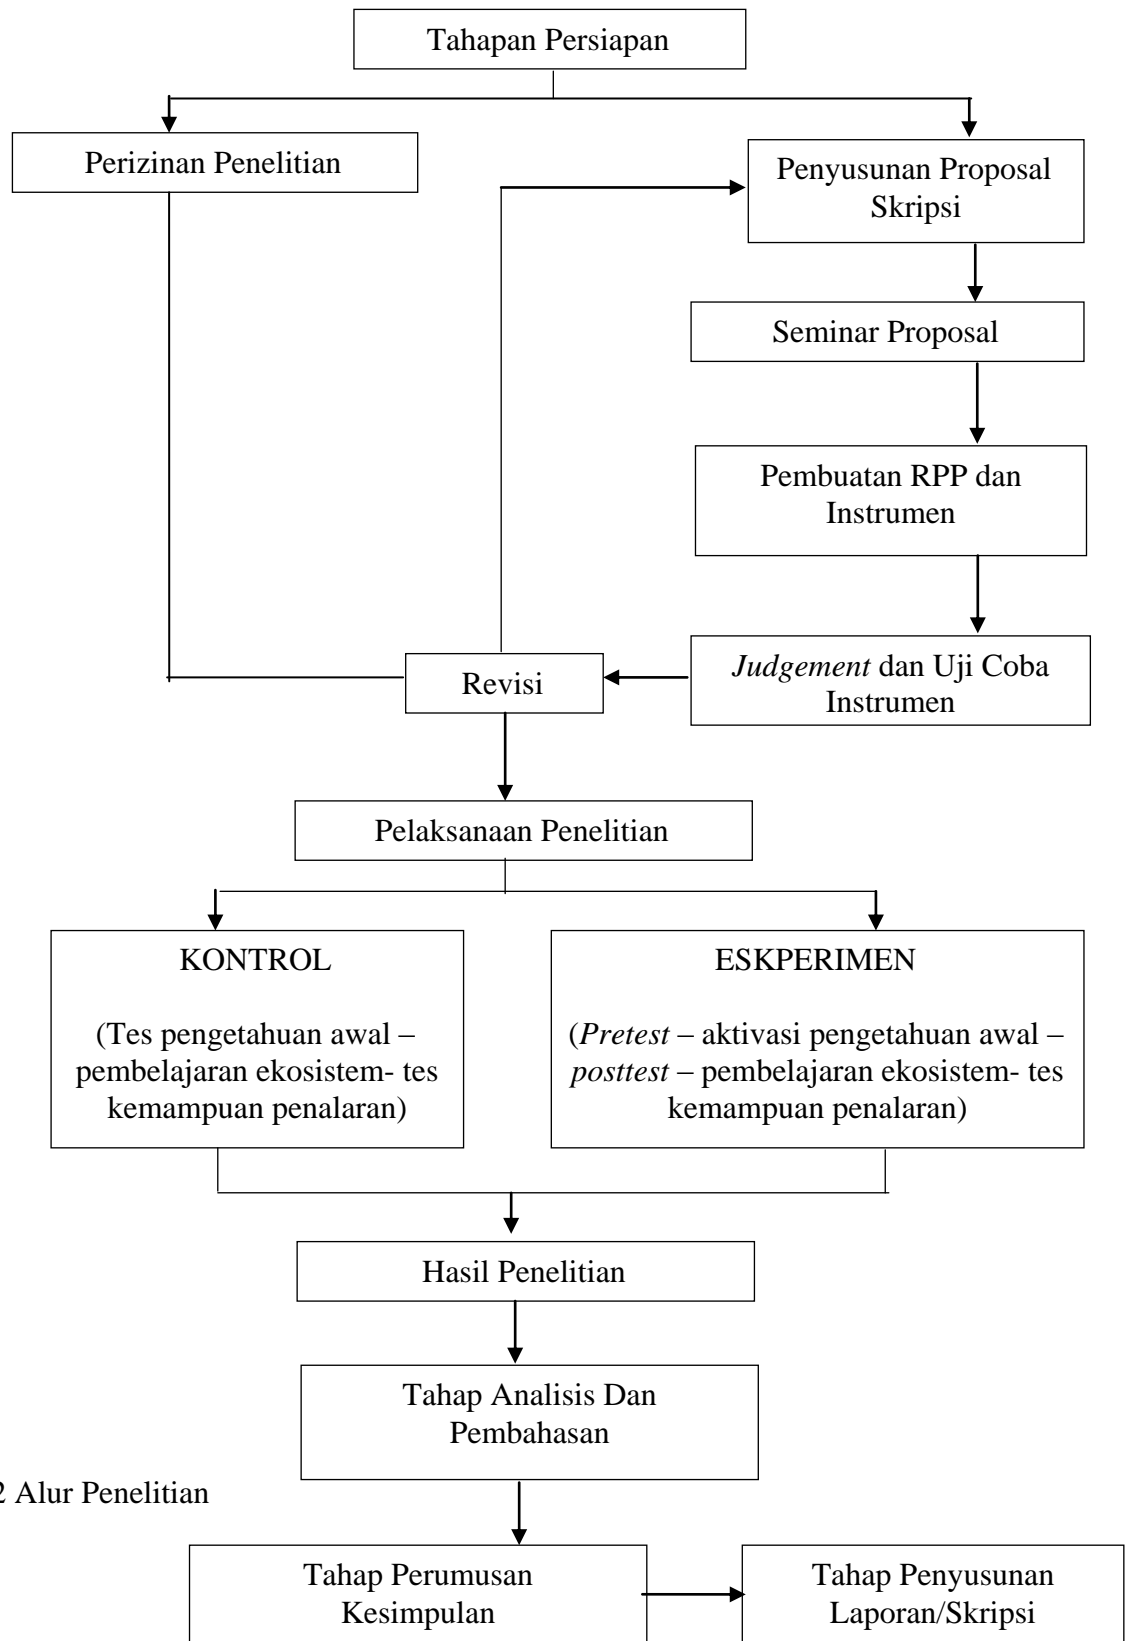 Tahapan Persiapan
Perizinan Penelitian
Penyusunan Proposal
Skripsi
Seminar Proposal
Pembuatan RPP dan
Instrumen
Judgement dan Uji Coba
Instrumen
Revisi
Pelaksanaan Penelitian
KONTROL
(Tes pengetahuan awal –
pembelajaran ekosistem- tes
kemampuan penalaran)
ESKPERIMEN
(Pretest – aktivasi pengetahuan awal –
posttest – pembelajaran ekosistem- tes
kemampuan penalaran)
Hasil Penelitian
Tahap Analisis Dan
Pembahasan
2 Alur Penelitian
Tahap Perumusan
Kesimpulan
Tahap Penyusunan
Laporan/Skripsi